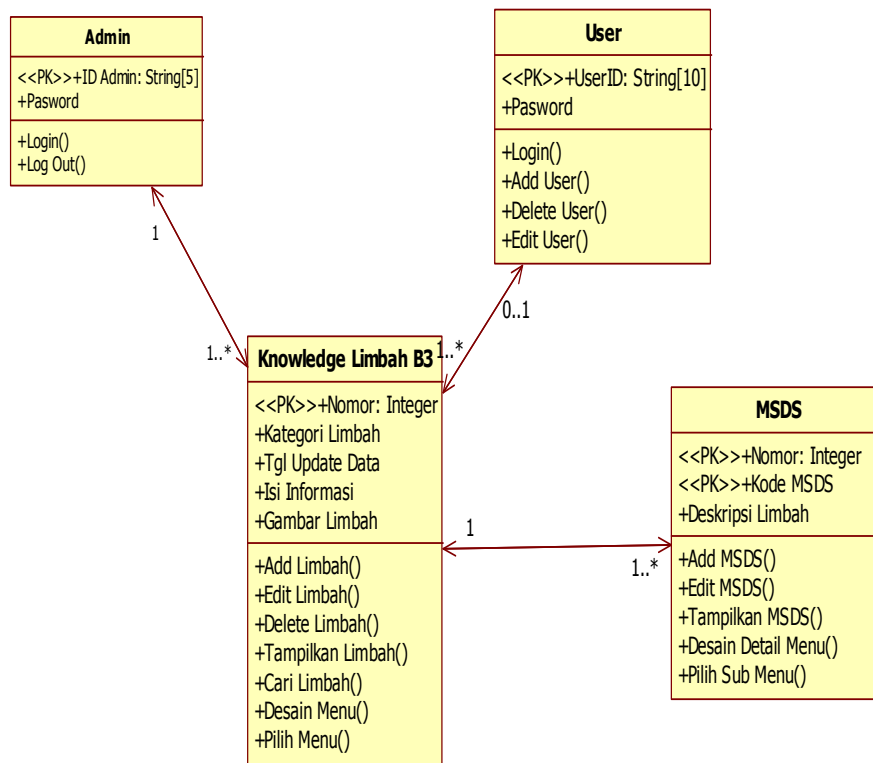 Admin
<<PK>>+ID Admin: String[5]
+Pasword
+Login()
+Log Out()
User
<<PK>>+UserID: String[10]
+Pasword
+Login()
+Add User()
+Delete User()
+Edit User()
1
0..1
1..*
1..*
Knowledge Limbah B3
<<PK>>+Nomor: Integer
+Kategori Limbah
+Tgl Update Data
+Isi Informasi
+Gambar Limbah
+Add Limbah()
+Edit Limbah()
+Delete Limbah()
+Tampilkan Limbah()
+Cari Limbah()
+Desain Menu()
+Pilih Menu()
1
1..*
MSDS
<<PK>>+Nomor: Integer
<<PK>>+Kode MSDS
+Deskripsi Limbah
+Add MSDS()
+Edit MSDS()
+Tampilkan MSDS()
+Desain Detail Menu()
+Pilih Sub Menu()